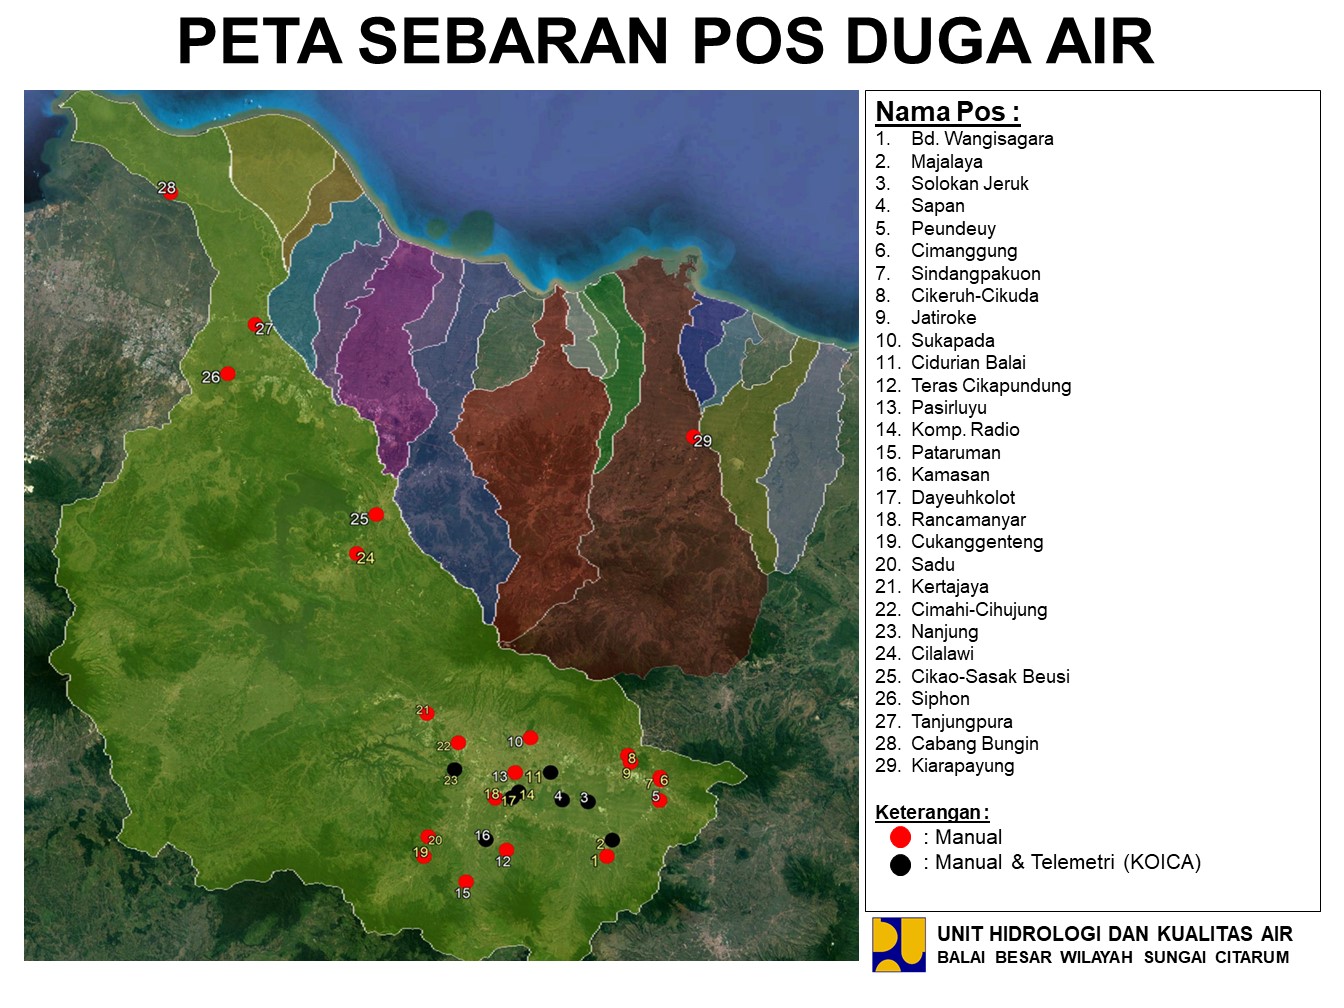 PETA SEBARAN POS DUGA AIR
28
27
26
29
25
24
21
22
10
23
13
11
8
9
7
6
18
17
14
4
3
5
16
20
19
12
2
1
15
Nama Pos :
1. Bd. Wangisagara
2. Majalaya
3. Solokan Jeruk
4. Sapan
5. Peundeuy
6. Cimanggung
7. Sindangpakuon
8. Cikeruh-Cikuda
9. Jatiroke
10. Sukapada
11. Cidurian Balai
12. Teras Cikapundung
13. Pasirluyu
14. Komp. Radio
15. Pataruman
16. Kamasan
17. Dayeuhkolot
18. Rancamanyar
19. Cukanggenteng
20. Sadu
21. Kertajaya
22. Cimahi-Cihujung
23. Nanjung
24. Cilalawi
25. Cikao-Sasak Beusi
26. Siphon
27. Tanjungpura
28. Cabang Bungin
29. Kiarapayung
Keterangan :
: Manual
: Manual & Telemetri (KOICA)
UNIT HIDROLOGI DAN KUALITAS AIR
BALAI BESAR WILAYAH SUNGAI CITARUM